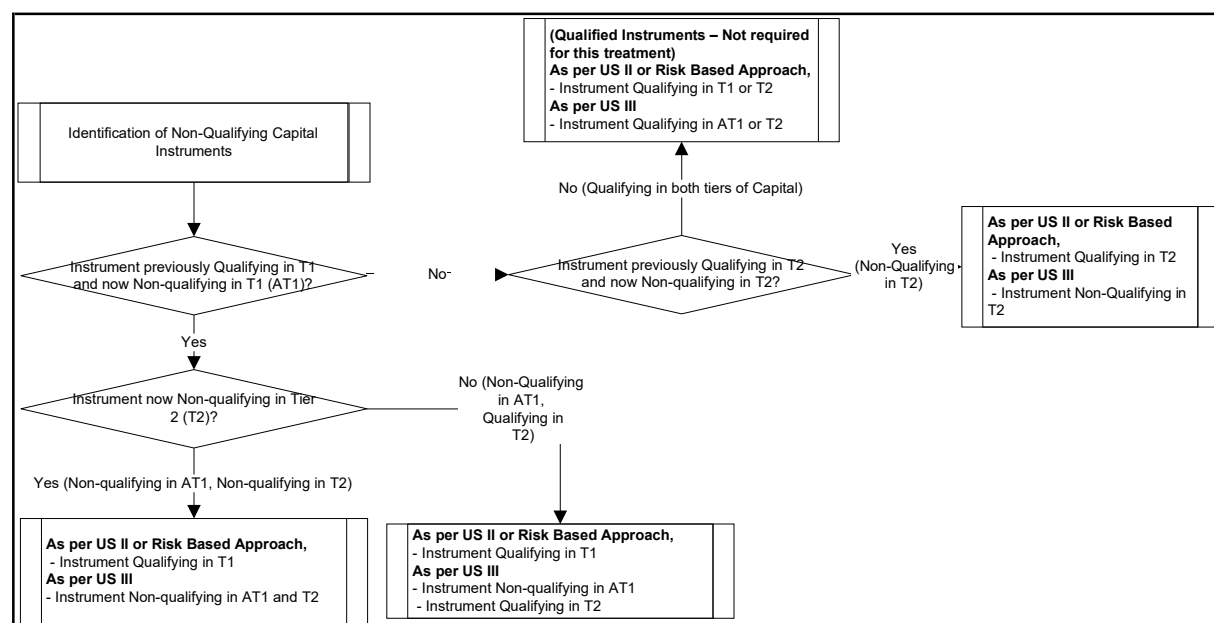 (Qualified Instruments – Not required
for this treatment)
As per US II or Risk Based Approach,
- Instrument Qualifying in T1 or T2
As per US III
- Instrument Qualifying in AT1 or T2
Identification of Non-Qualifying Capital
Instruments
No (Qualifying in both tiers of Capital)
Instrument previously Qualifying in T1
and now Non-qualifying in T1 (AT1)?
No
Instrument previously Qualifying in T2
and now Non-qualifying in T2?
Yes
(Non-Qualifying
in T2)
As per US II or Risk Based
Approach,
- Instrument Qualifying in T2
As per US III
- Instrument Non-Qualifying in
T2
Yes
Instrument now Non-qualifying in Tier
2 (T2)?
No (Non-Qualifying
in AT1,
Qualifying in
T2)
Yes (Non-qualifying in AT1, Non-qualifying in T2)
As per US II or Risk Based Approach,
- Instrument Qualifying in T1
As per US III
- Instrument Non-qualifying in AT1 and T2
As per US II or Risk Based Approach,
- Instrument Qualifying in T1
As per US III
- Instrument Non-qualifying in AT1
- Instrument Qualifying in T2